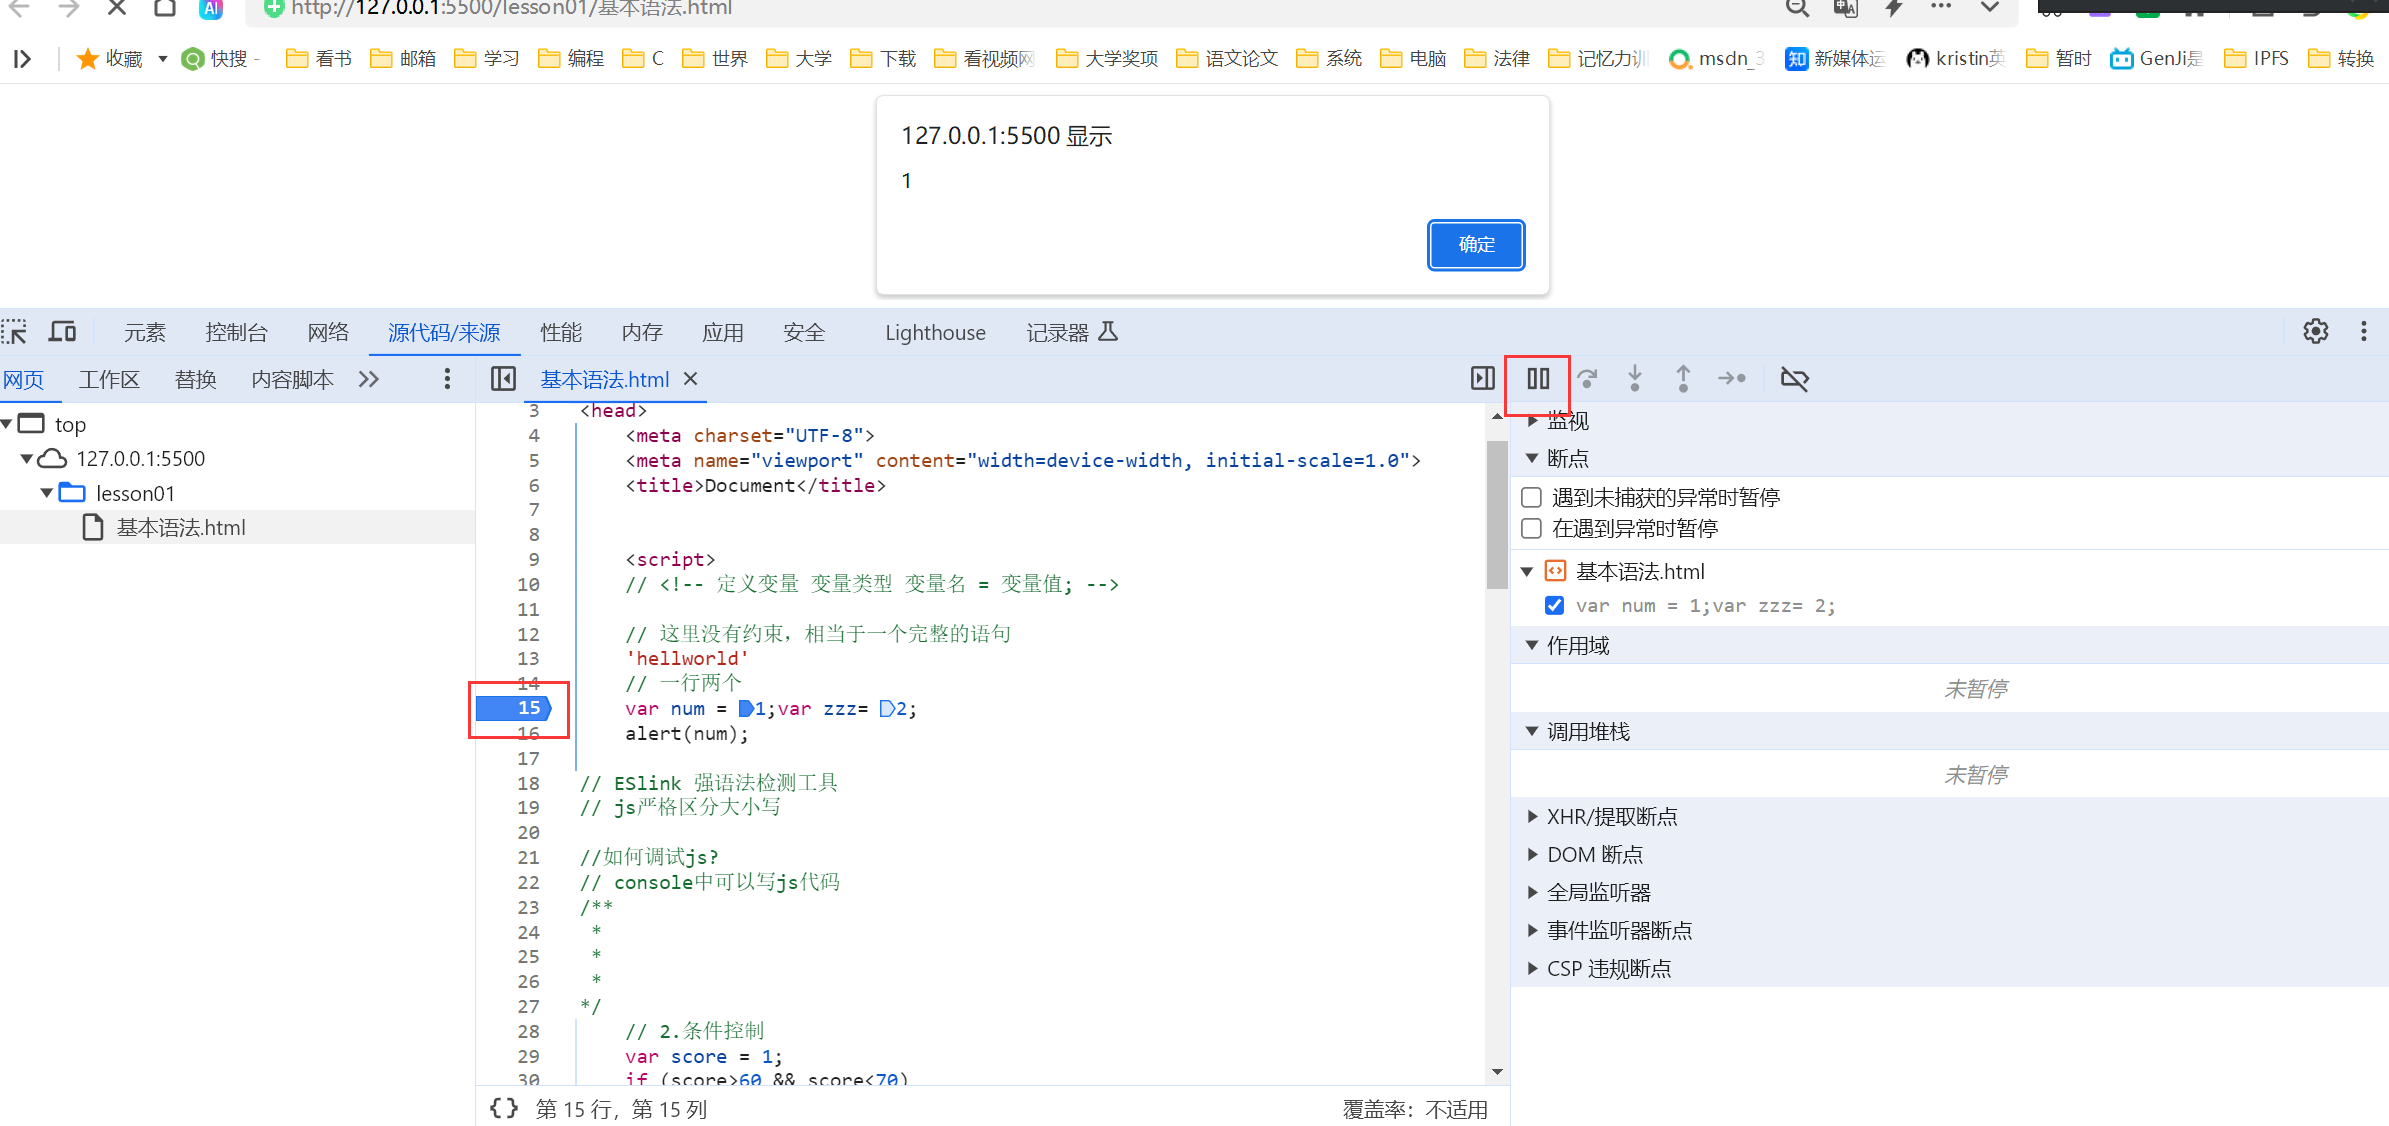 AI http://127.0.0.1:5500/lesson01/基本语法.html
收藏 快搜 看书 邮箱 学习 编程 C 世界 大学 下载 看视频网 大学奖项 语文论文 系统 电脑 法律 记忆力训 msdn_3 知 新媒体运 kristin英 暂时 GenJi是 IPFS 转换
127.0.0.1:5500 显示
1
确定
元素 控制台 网络 源代码/来源 性能 内存 应用 安全 Lighthouse 记录器
网页 工作区 替换 内容脚本
top
127.0.0.1:5500
lesson01
基本语法.html
基本语法.html
3 <head>
4 <meta charset="UTF-8">
5 <meta name="viewport" content="width=device-width, initial-scale=1.0">
6 <title>Document</title>
7
8
9 <script>
10 // <!-- 定义变量 变量类型 变量名 = 变量值; -->
11
12 // 这里没有约束，相当于一个完整的语句
13 'hellworld'
14 // 一行两个
15 var num = 1;var zzz= 2;
16 alert(num);
17
18 // ESlink 强语法检测工具
19 // js严格区分大小写
20
21 //如何调试js?
22 // console中可以写js代码
23 /**
24 *
25 *
26 *
27 */
28 // 2.条件控制
29 var score = 1;
30 if (score>60 && score<70)
{} 第 15 行，第 15 列
覆盖率：不适用
监视
断点
遇到未捕获的异常时暂停
在遇到异常时暂停
基本语法.html
var num = 1;var zzz= 2;
作用域
未暂停
调用堆栈
未暂停
XHR/提取断点
DOM 断点
全局监听器
事件监听器断点
CSP 违规断点